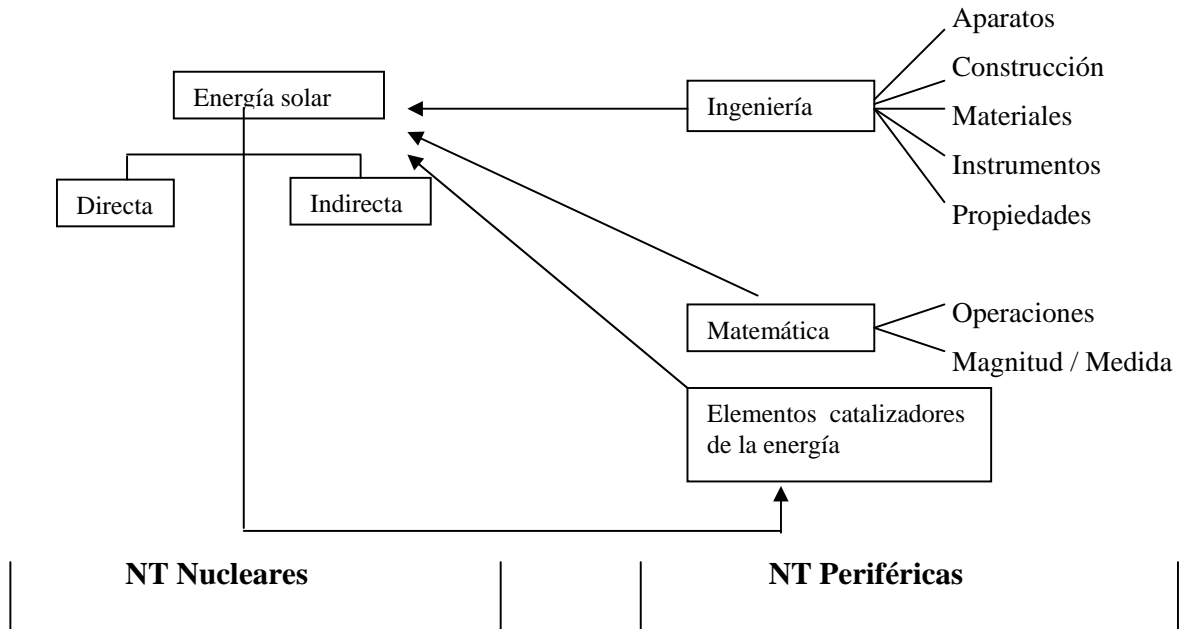 Aparatos
Construcción
Materiales
Instrumentos
Propiedades
Energía solar
Ingeniería
Directa
Indirecta
Operaciones
Magnitud / Medida
Matemática
Elementos catalizadores
de la energía
NT Nucleares
NT Periféricas